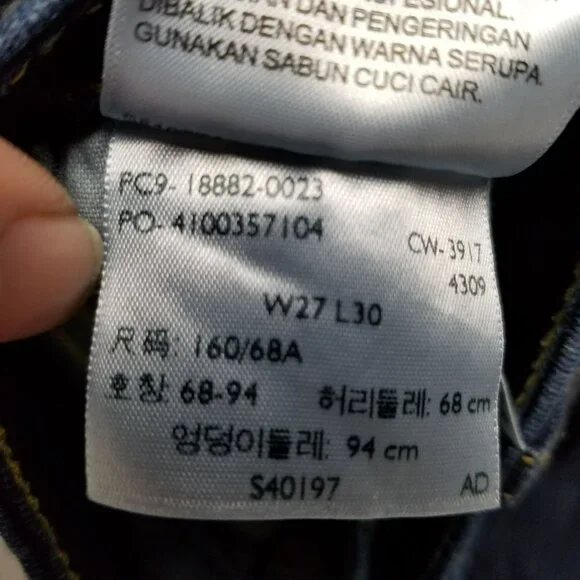 DAN PENGERINGAN
DIBALIK DENGAN WARNA SERUPA.
GUNAKAN SABUN CUCI CAIR.
PC9- 18882-0023
PO- 4100357104
CW- 3917
4309
W27 L30
尺 码: 160/68A
호 칭: 68-94 허리둘레: 68 cm
엉덩이둘레: 94 cm
S40197 AD